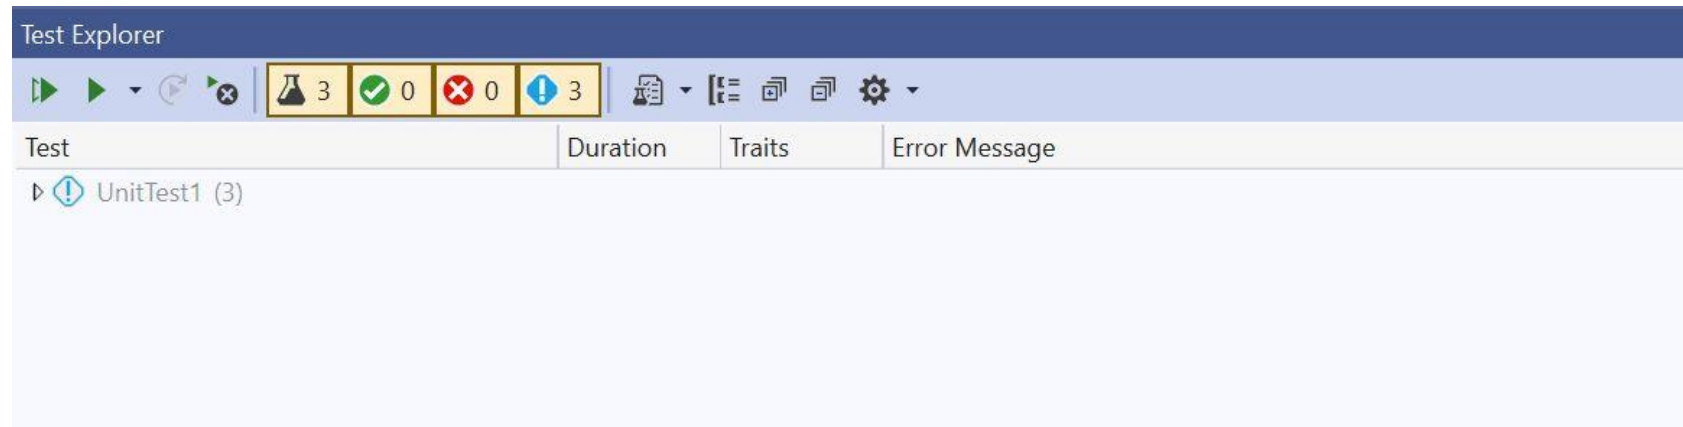 Test Explorer
3 0 0 3
Test Duration Traits Error Message
UnitTest1 (3)